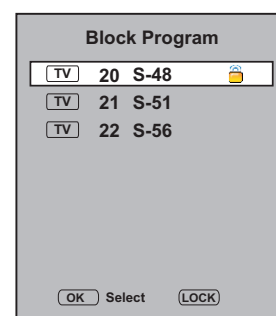 Block Program
TV 20 S-48
TV 21 S-51
TV 22 S-56
OK Select LOCK